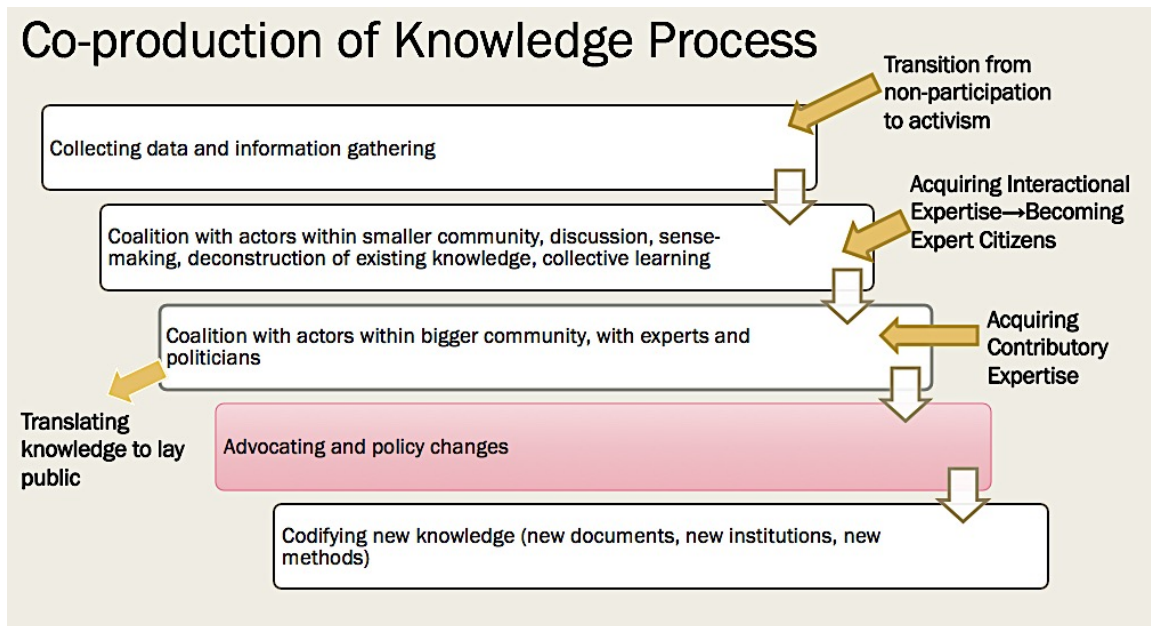 Co-production of Knowledge Process
Transition from
non-participation
to activism
Collecting data and information gathering
Acquiring Interactional
Expertise→Becoming
Expert Citizens
Coalition with actors within smaller community, discussion, sense-
making, deconstruction of existing knowledge, collective learning
Coalition with actors within bigger community, with experts and
politicians
Acquiring
Contributory
Expertise
Translating
knowledge to lay
public
Advocating and policy changes
Codifying new knowledge (new documents, new institutions, new
methods)